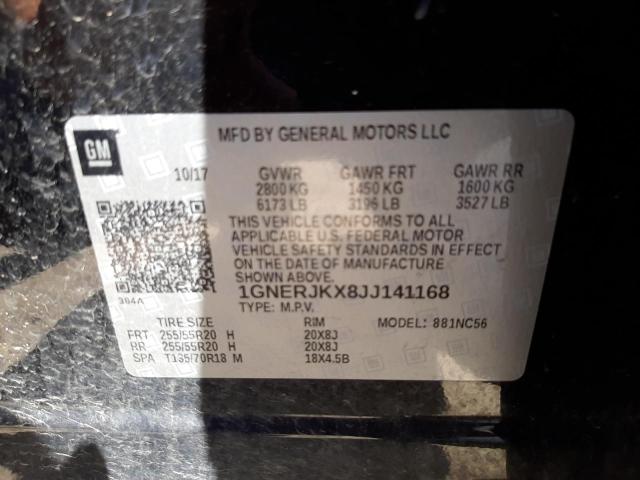 MFD BY GENERAL MOTORS LLC
GM
10/17 GVWR GAWR FRT GAWR RR
2800 KG 1450 KG 1600 KG
6173 LB 3196 LB 3527 LB
THIS VEHICLE CONFORMS TO ALL
APPLICABLE U.S. FEDERAL MOTOR
VEHICLE SAFETY STANDARDS IN EFFECT
ON THE DATE OF MANUFACTURE
SHOWN ABOVE.
384A 1GNERJKX8JJ141168
TYPE: M.P.V.
TIRE SIZE RIM MODEL: 881NC56
FRT 255/55R20 H 20X8J
RR 255/55R20 H 20X8J
SPA T135/70R18 M 18X4.5B